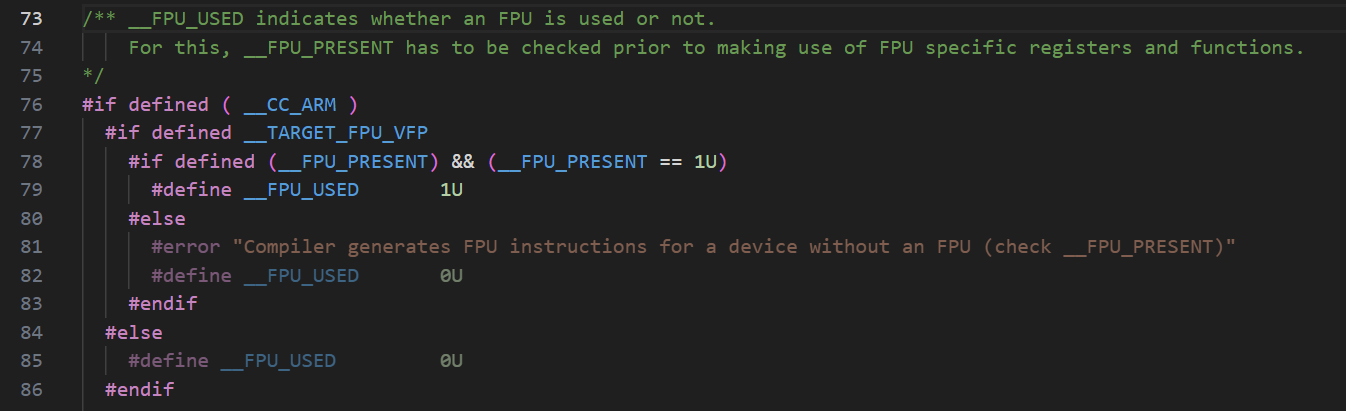 73 /** __FPU_USED indicates whether an FPU is used or not.
74     For this, __FPU_PRESENT has to be checked prior to making use of FPU specific registers and functions.
75 */
76 #if defined ( __CC_ARM )
77   #if defined __TARGET_FPU_VFP
78     #if defined (__FPU_PRESENT) && (__FPU_PRESENT == 1U)
79       #define __FPU_USED       1U
80     #else
81       #error "Compiler generates FPU instructions for a device without an FPU (check __FPU_PRESENT)"
82       #define __FPU_USED       0U
83     #endif
84   #else
85     #define __FPU_USED         0U
86   #endif